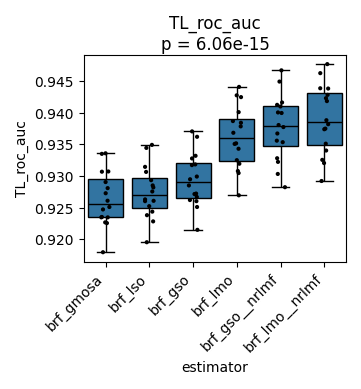 TL_roc_auc
p = 6.06e-15
TL_roc_auc
0.945
0.940
0.935
0.930
0.925
0.920
brf_gmosa
brf_lso
brf_gso
brf_lmo
brf_gso__nrlmf
brf_lmo__nrlmf
estimator